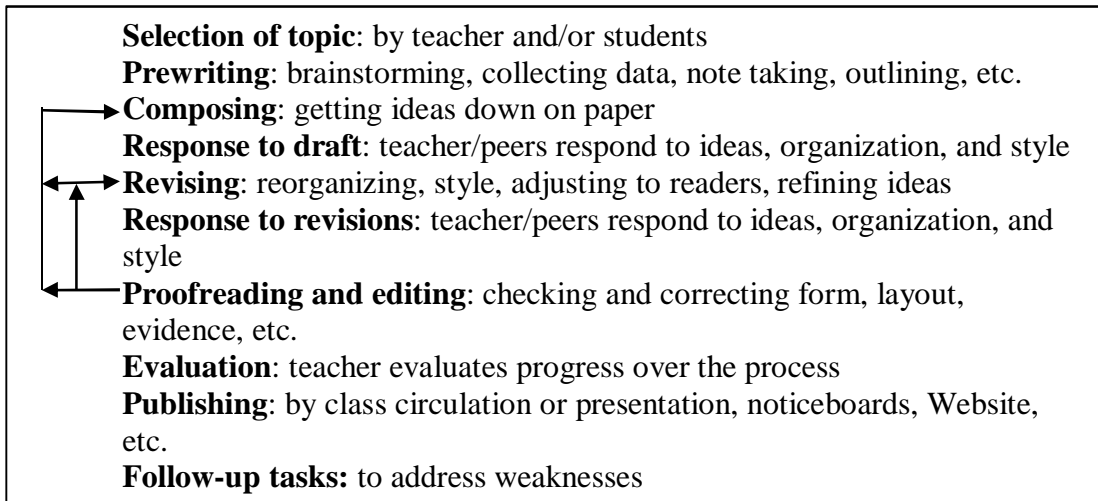 Selection of topic: by teacher and/or students
Prewriting: brainstorming, collecting data, note taking, outlining, etc.
Composing: getting ideas down on paper
Response to draft: teacher/peers respond to ideas, organization, and style
Revising: reorganizing, style, adjusting to readers, refining ideas
Response to revisions: teacher/peers respond to ideas, organization, and
style
Proofreading and editing: checking and correcting form, layout,
evidence, etc.
Evaluation: teacher evaluates progress over the process
Publishing: by class circulation or presentation, noticeboards, Website,
etc.
Follow-up tasks: to address weaknesses